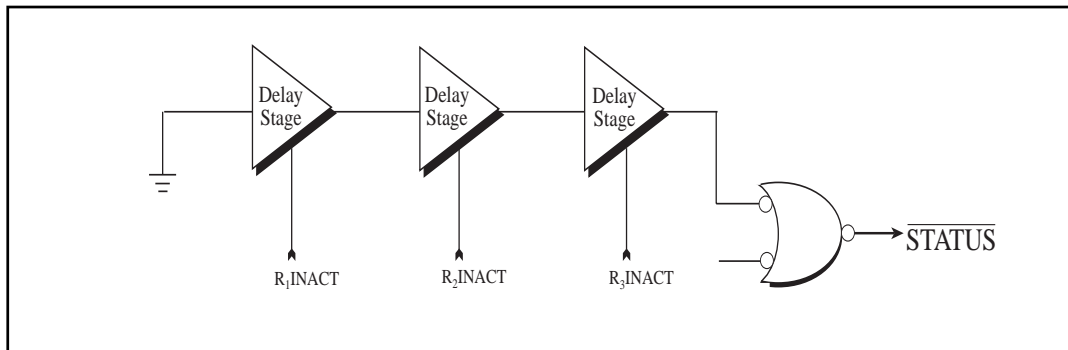 Delay
Stage
Delay
Stage
Delay
Stage
R₁INACT
R₂INACT
R₃INACT
STATUS